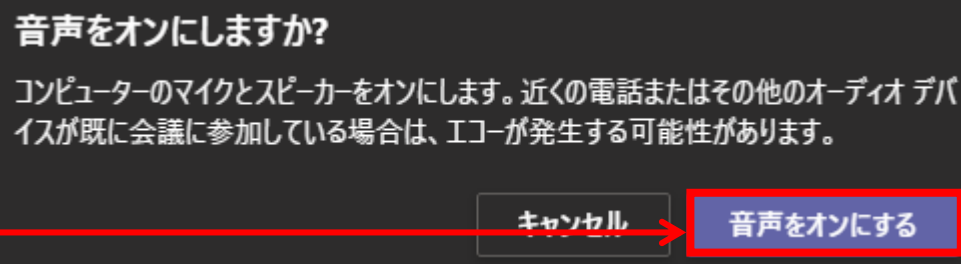 音声をオンにしますか?
コンピューターのマイクとスピーカーをオンにします。近くの電話またはその他のオーディオ デバ
イスが既に会議に参加している場合は、エコーが発生する可能性があります。
キャンセル
音声をオンにする